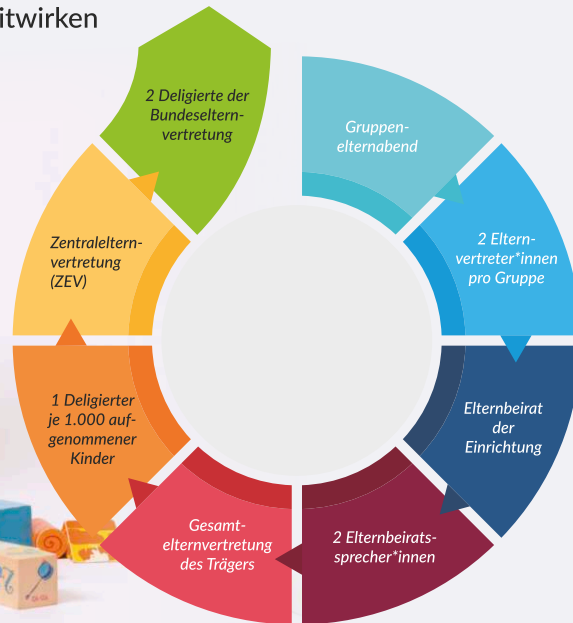 itwirken
Gruppen-
elternabend
2 Eltern-
vertreter*innen
pro Gruppe
Elternbeirat
der
Einrichtung
2 Elternbeirats-
sprecher*innen
Gesamt-
elternvertretung
des Trägers
1 Deligierter
je 1.000 auf-
genommener
Kinder
Zentraleltern-
vertretung
(ZEV)
2 Deligierte der
Bundeseltern-
vertretung